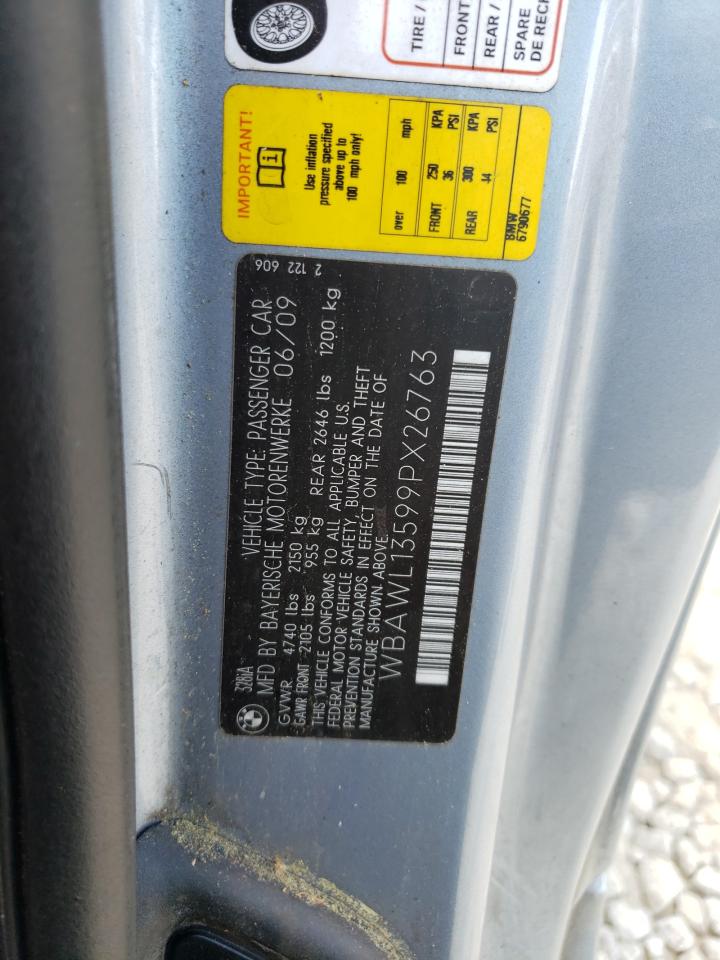 TIRE /
FRONT
REAR /
SPARE
DE RECH
IMPORTANT!
Use inflation
pressure specified
above up to
100 mph only!
over 100 mph
FRONT 250 KPA
36 PSI
REAR 300 KPA
44 PSI
BMW
6790677
328iA VEHICLE TYPE: PASSENGER CAR 2 122 606
MFD BY BAYERISCHE MOTORENWERKE 06/09
GVWR 4740 lbs 2150 kg
GAWR FRONT 2105 lbs 955 kg REAR 2646 lbs 1200 kg
THIS VEHICLE CONFORMS TO ALL APPLICABLE U.S.
FEDERAL MOTOR VEHICLE SAFETY, BUMPER AND THEFT
PREVENTION STANDARDS IN EFFECT ON THE DATE OF
MANUFACTURE SHOWN ABOVE.
WBAWL13599PX26763